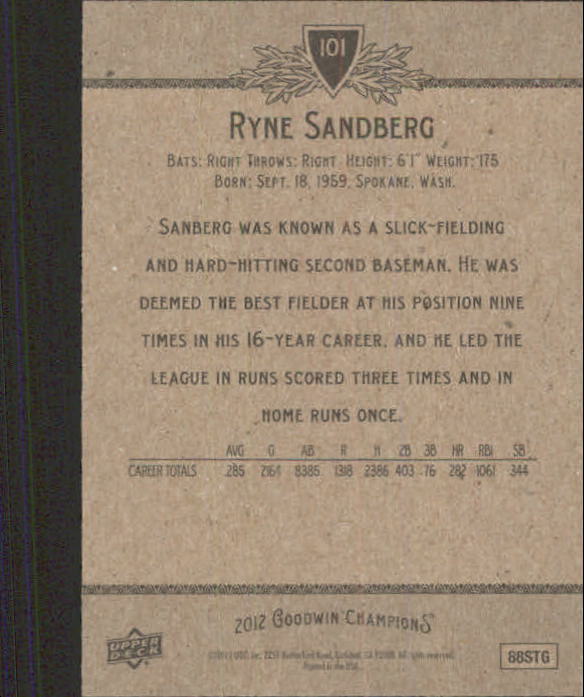 101
RYNE SANDBERG
BATS: RIGHT THROWS: RIGHT HEIGHT: 6'1" WEIGHT: 175
BORN: SEPT. 18, 1959, SPOKANE, WASH.
SANBERG WAS KNOWN AS A SLICK-FIELDING
AND HARD-HITTING SECOND BASEMAN. HE WAS
DEEMED THE BEST FIELDER AT HIS POSITION NINE
TIMES IN HIS 16-YEAR CAREER, AND HE LED THE
LEAGUE IN RUNS SCORED THREE TIMES AND IN
HOME RUNS ONCE.
AVG G AB R H 2B 3B HR RBI SB
CAREER TOTALS .285 2164 8385 1318 2386 403 76 282 1061 344
2012 GOODWIN CHAMPIONS
UPPER DECK
Printed in the USA
88STG